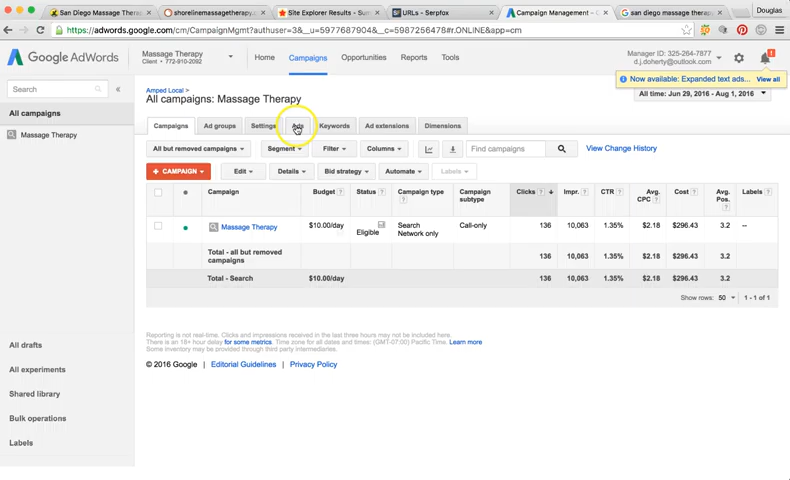 San Diego Massage Thera
shorelinemassagetherapy.c
Site Explorer Results - Su
URLs - Serpfox
Campaign Management - C
san diego massage therap
Douglas
https://adwords.google.com/cm/CampaignMgmt?authuser=3&__u=5977687904&__c=5987256478#r.ONLINE&app=cm
Google AdWords
Massage Therapy
Client • 772-910-2092
Home
Campaigns
Opportunities
Reports
Tools
Manager ID: 325-264-7877
d.j.doherty@outlook.com
1
Now available: Expanded text ads...
View all
Search
«
All campaigns
Massage Therapy
Amped Local >
All campaigns: Massage Therapy
All time: Jun 29, 2016 - Aug 1, 2016
Campaigns
Ad groups
Settings
Ads
Keywords
Ad extensions
Dimensions
All but removed campaigns
Segment
Filter
Columns
Find campaigns
View Change History
+ CAMPAIGN
Edit
Details
Bid strategy
Automate
Labels
Campaign Budget ? Status ? Campaign type ? Campaign subtype Clicks ? Impr. ? CTR ? Avg. CPC ? Cost ? Avg. Pos. ? Labels ?
Massage Therapy $10.00/day Eligible Search Network only Call-only 136 10,063 1.35% $2.18 $296.43 3.2 --
Total - all but removed campaigns 136 10,063 1.35% $2.18 $296.43 3.2
Total - Search $10.00/day 136 10,063 1.35% $2.18 $296.43 3.2
Show rows: 50
1 - 1 of 1
Reporting is not real-time. Clicks and impressions received in the last three hours may not be included here.
There is an 18+ hour delay for some metrics. Time zone for all dates and times: (GMT-07:00) Pacific Time. Learn more
Some inventory may be provided through third party intermediaries.
© 2016 Google
Editorial Guidelines
Privacy Policy
All drafts
All experiments
Shared library
Bulk operations
Labels